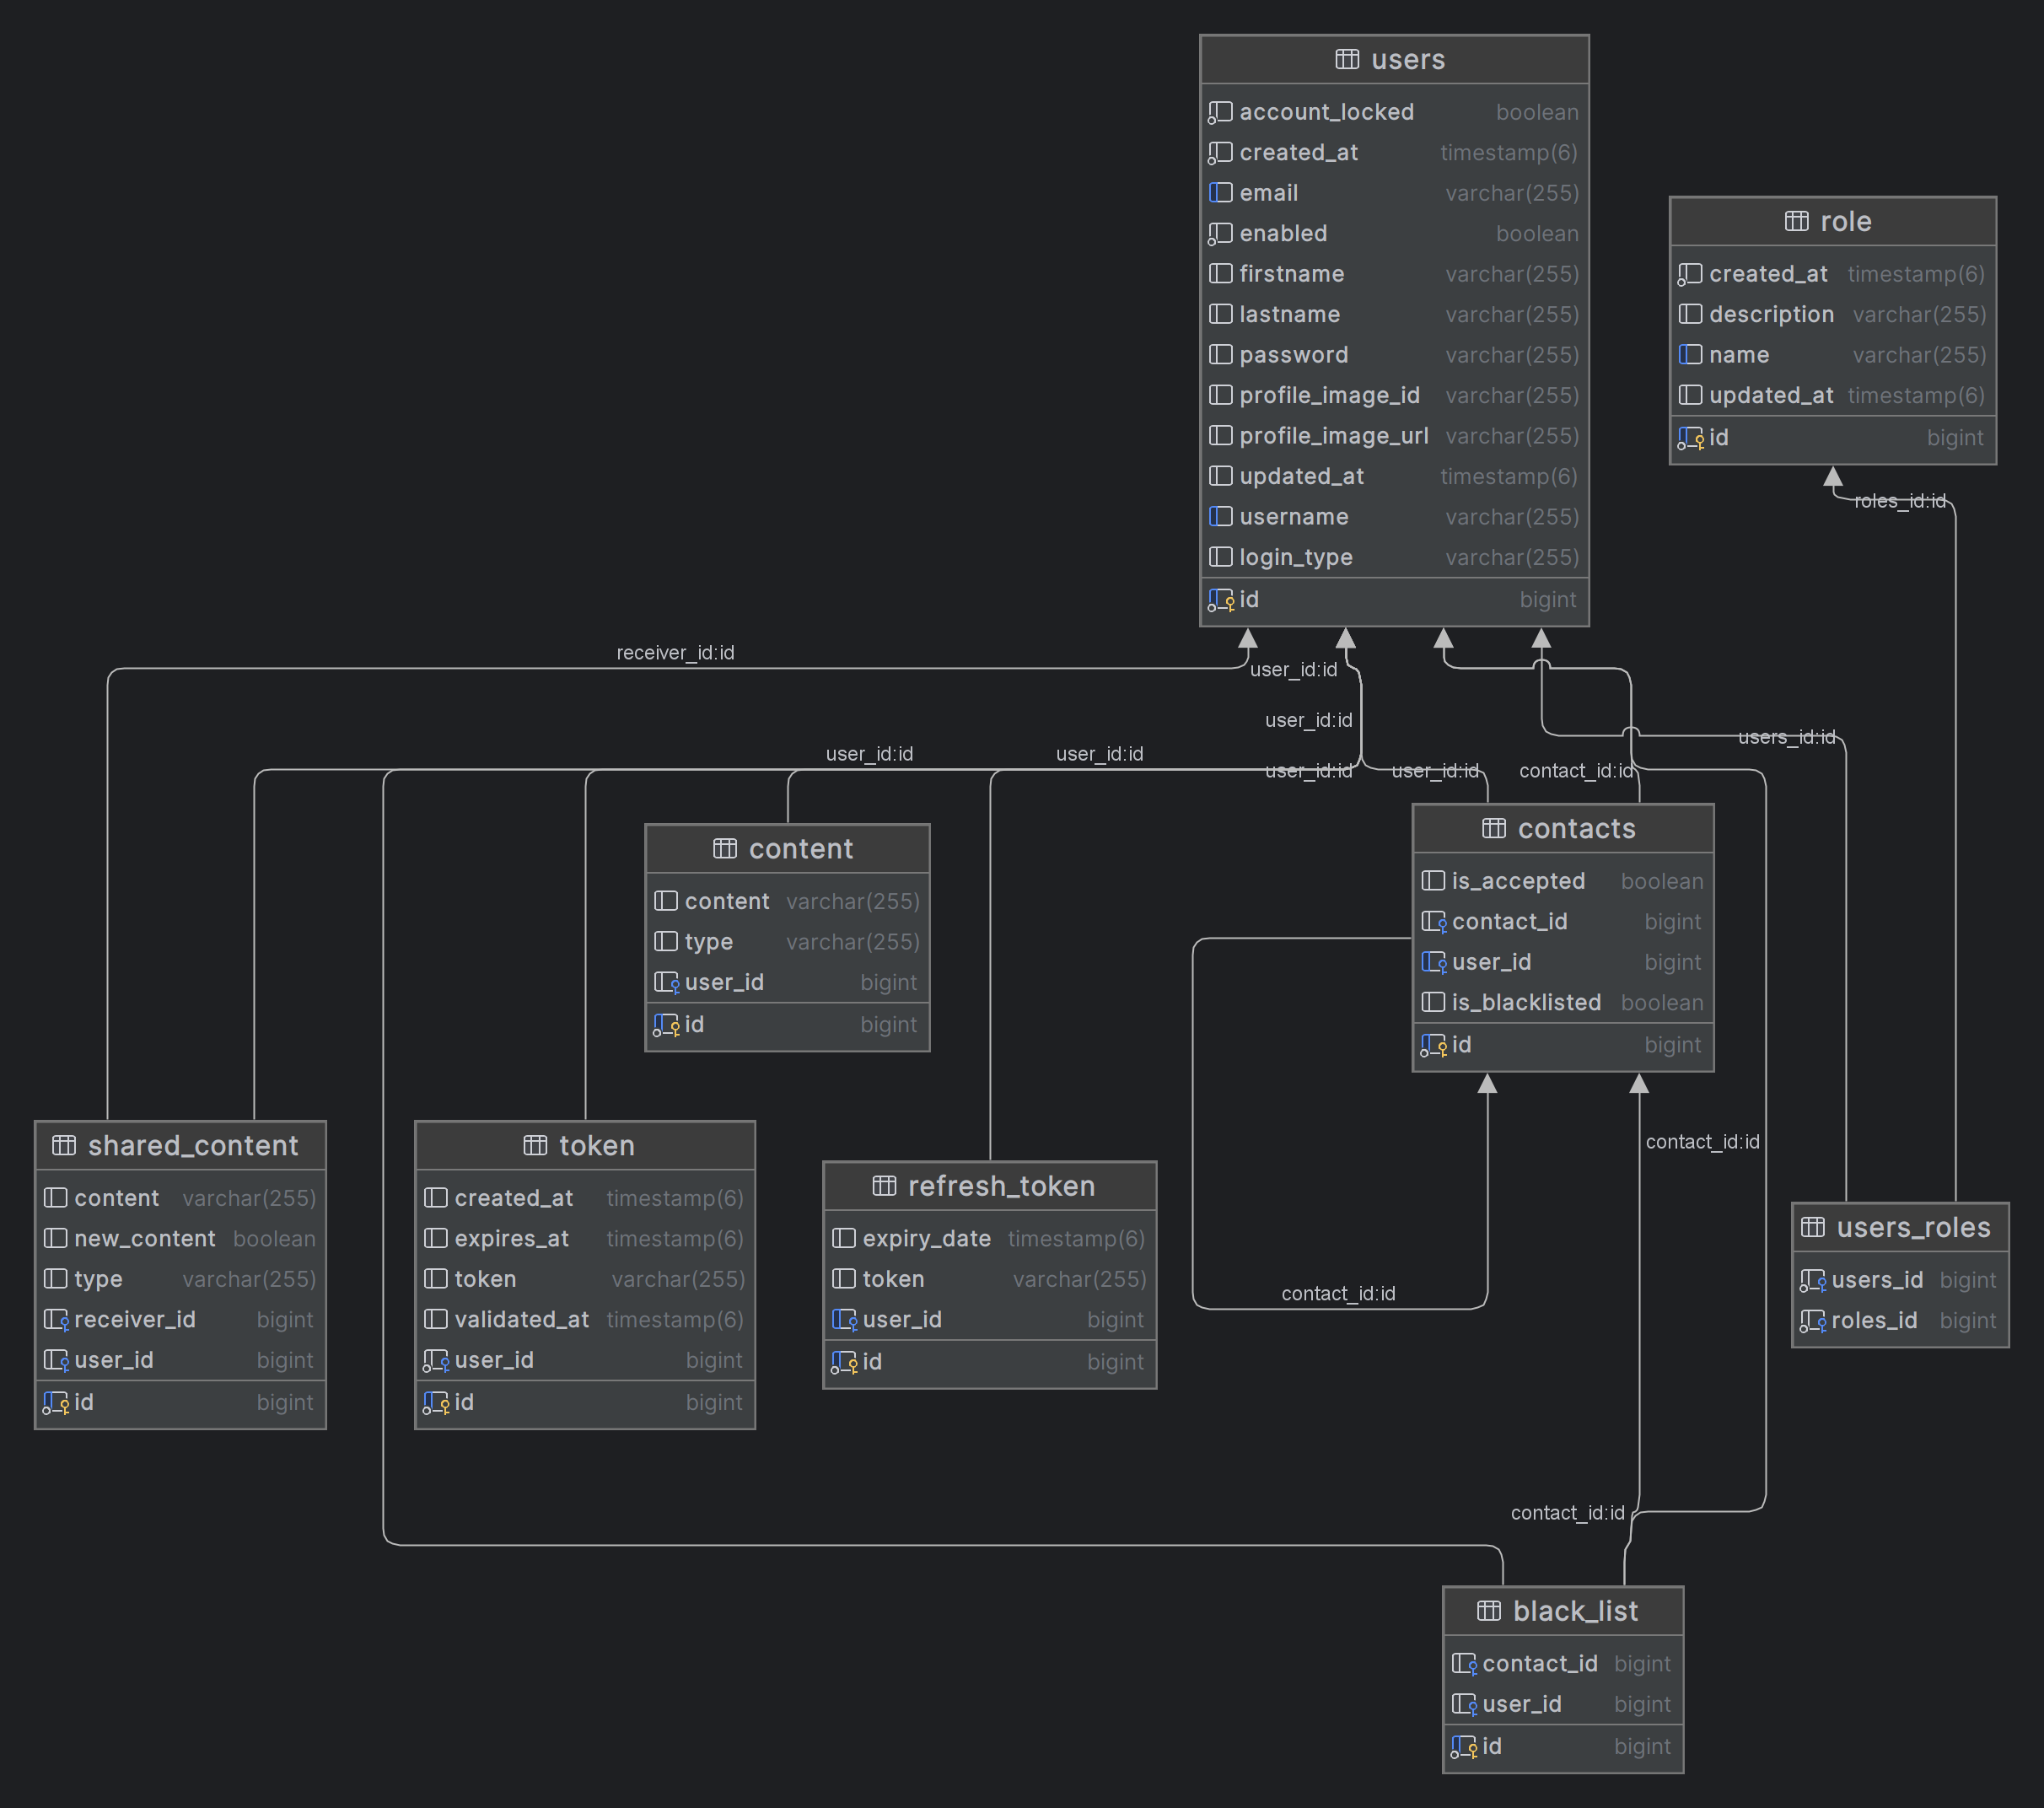 users
account_locked boolean
created_at timestamp(6)
email varchar(255)
enabled boolean
firstname varchar(255)
lastname varchar(255)
password varchar(255)
profile_image_id varchar(255)
profile_image_url varchar(255)
updated_at timestamp(6)
username varchar(255)
login_type varchar(255)
id bigint
role
created_at timestamp(6)
description varchar(255)
name varchar(255)
updated_at timestamp(6)
id bigint
roles_id:id
receiver_id:id
user_id:id
user_id:id
user_id:id
user_id:id
user_id:id
user_id:id
contact_id:id
users_id:id
content
content varchar(255)
type varchar(255)
user_id bigint
id bigint
contacts
is_accepted boolean
contact_id bigint
user_id bigint
is_blacklisted boolean
id bigint
shared_content
content varchar(255)
new_content boolean
type varchar(255)
receiver_id bigint
user_id bigint
id bigint
token
created_at timestamp(6)
expires_at timestamp(6)
token varchar(255)
validated_at timestamp(6)
user_id bigint
id bigint
refresh_token
expiry_date timestamp(6)
token varchar(255)
user_id bigint
id bigint
contact_id:id
contact_id:id
users_roles
users_id bigint
roles_id bigint
contact_id:id
black_list
contact_id bigint
user_id bigint
id bigint